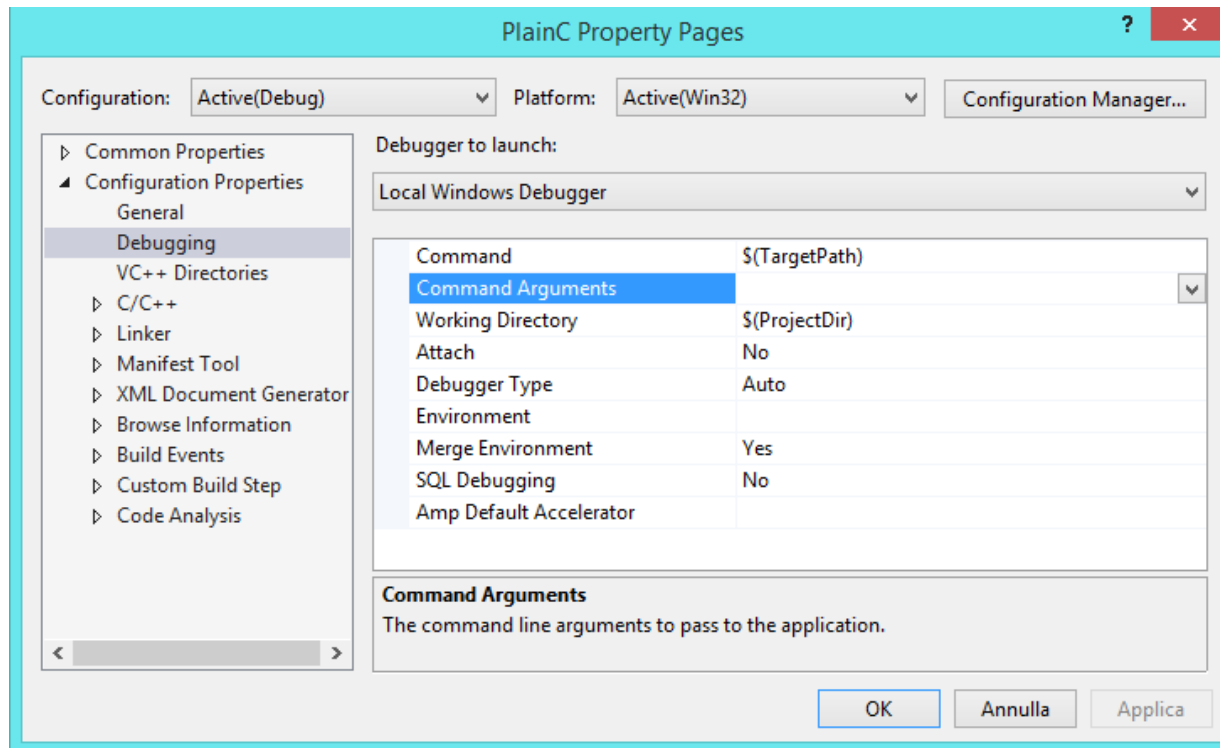 PlainC Property Pages
?
Configuration: Active(Debug) Platform: Active(Win32) Configuration Manager...
Common Properties
Configuration Properties
General
Debugging
VC++ Directories
C/C++
Linker
Manifest Tool
XML Document Generator
Browse Information
Build Events
Custom Build Step
Code Analysis
Debugger to launch:
Local Windows Debugger
Command $(TargetPath)
Command Arguments
Working Directory $(ProjectDir)
Attach No
Debugger Type Auto
Environment
Merge Environment Yes
SQL Debugging No
Amp Default Accelerator
Command Arguments
The command line arguments to pass to the application.
OK Annulla Applica